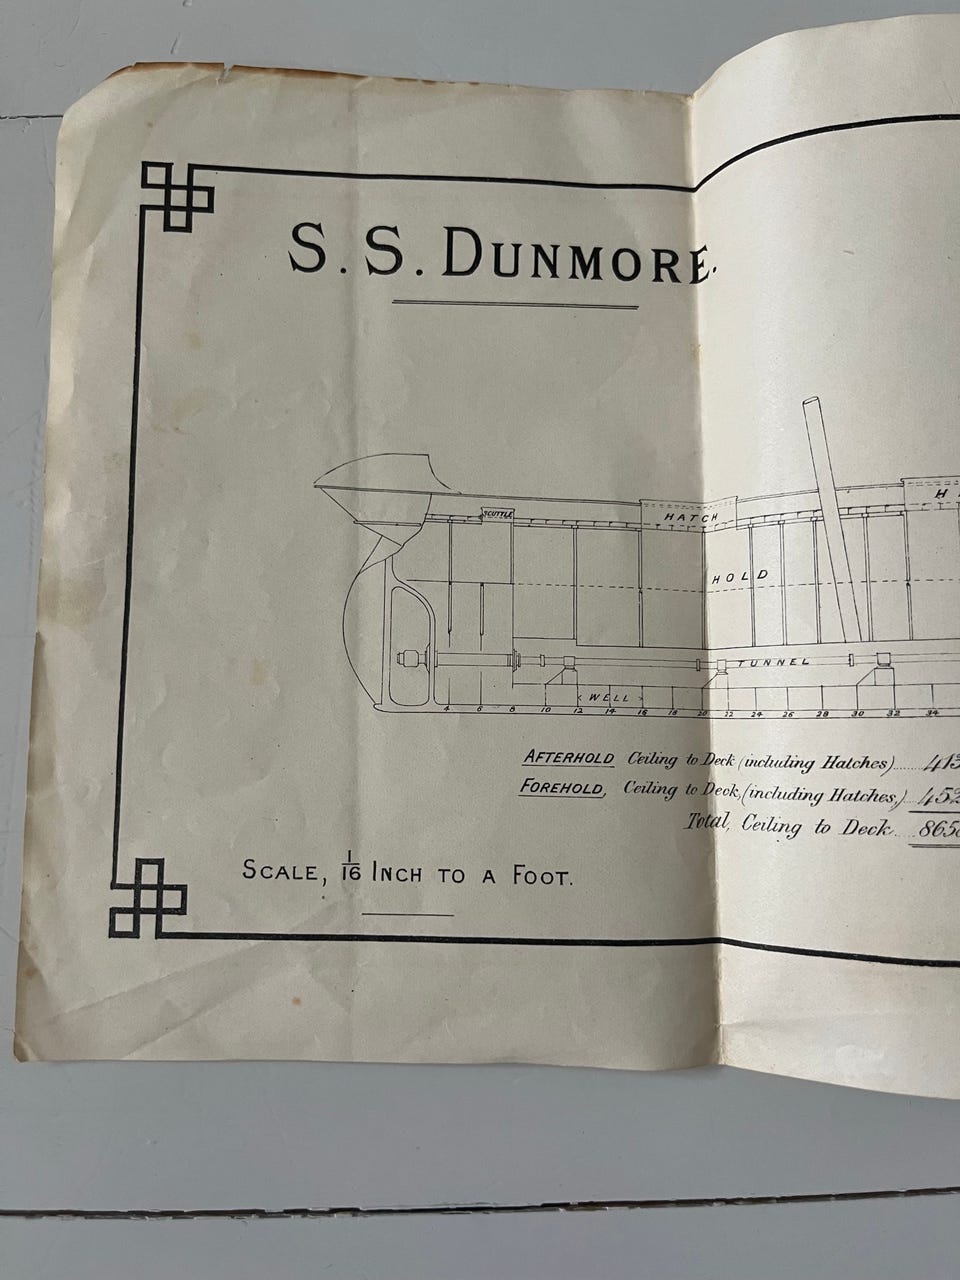 S. S. DUNMORE.
SCUTTLE
HATCH
H
HOLD
TUNNEL
WELL
4 6 8 10 12 14 16 18 20 22 24 26 28 30 32 34
AFTERHOLD Ceiling to Deck (including Hatches)......
FOREHOLD, Ceiling to Deck, (including Hatches,)...
Total, Ceiling to Deck....
SCALE, 1/16 INCH TO A FOOT.